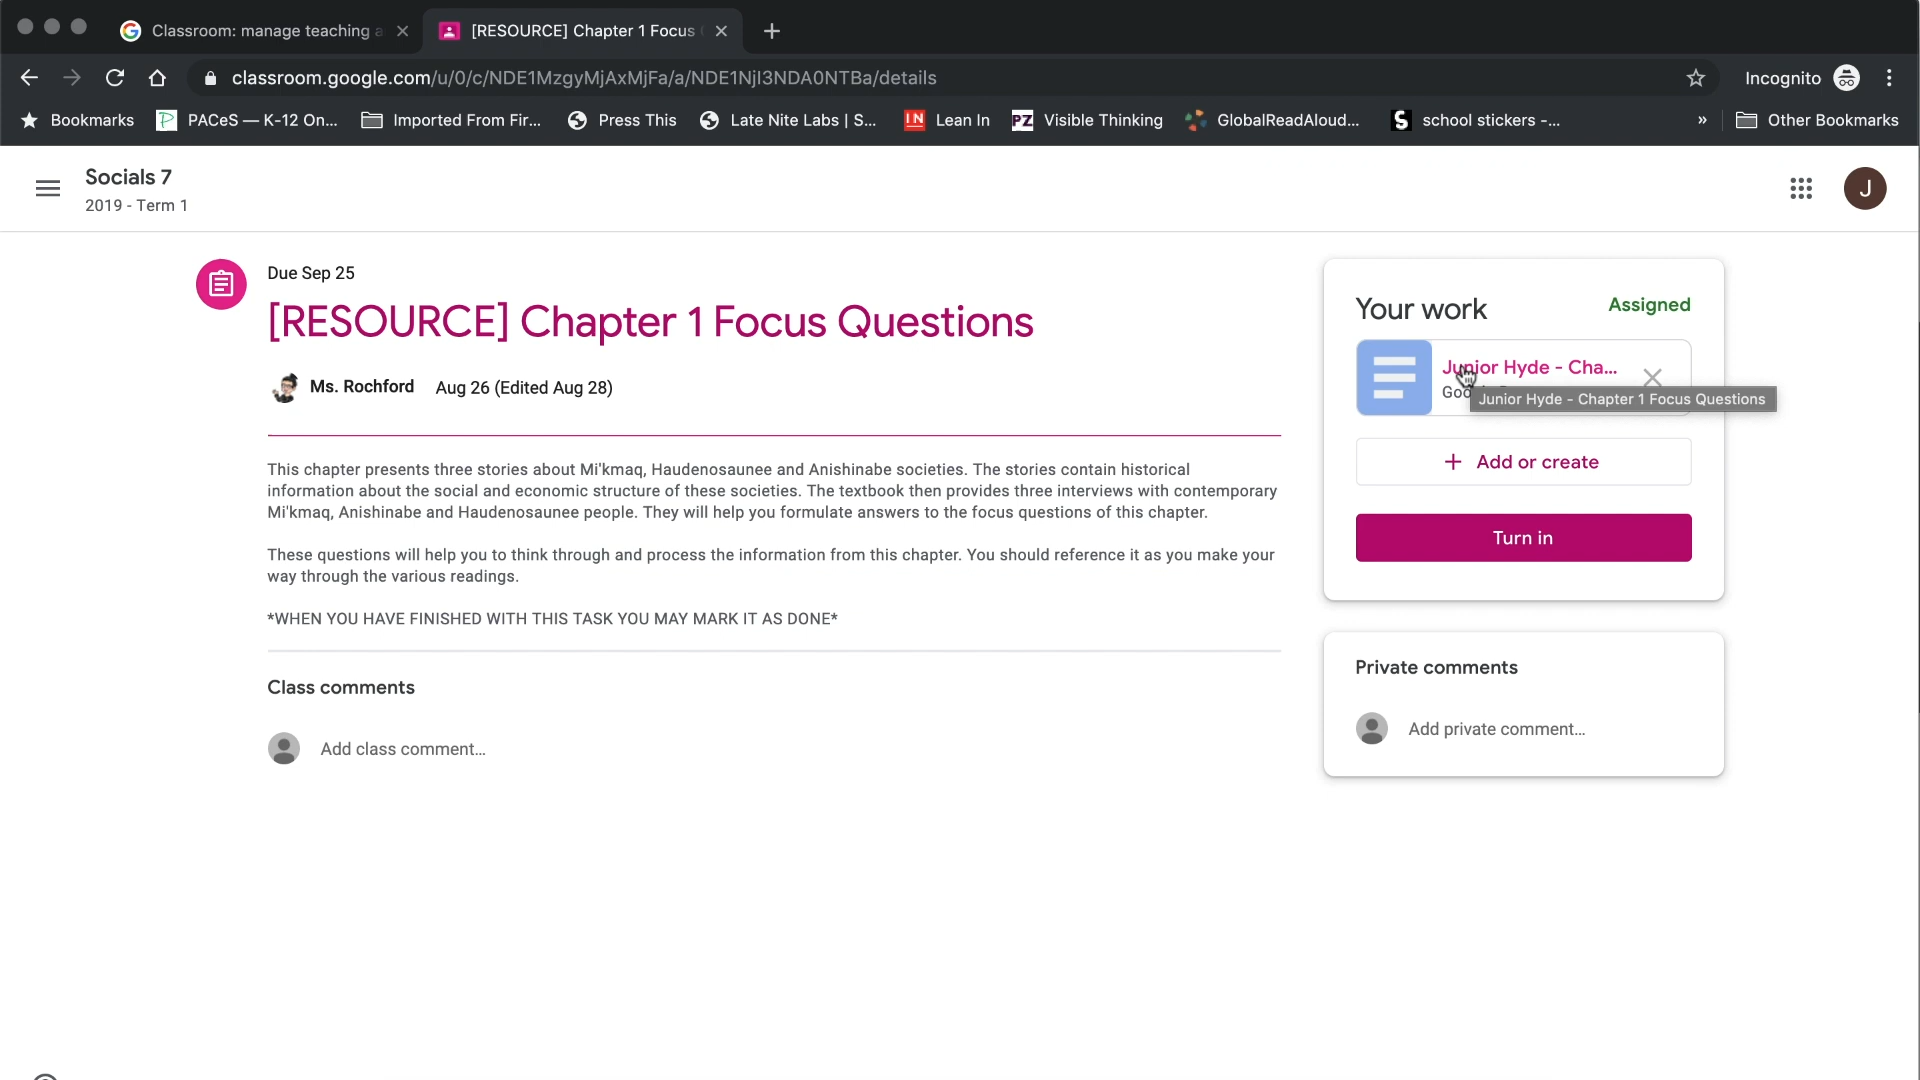 Classroom: manage teaching a
[RESOURCE] Chapter 1 Focus
classroom.google.com/u/0/c/NDE1MzgyMjAxMjFa/a/NDE1NjI3NDA0NTBa/details
Incognito
Bookmarks
PACeS — K-12 On...
Imported From Fir...
Press This
Late Nite Labs | S...
IN
Lean In
PZ
Visible Thinking
GlobalReadAloud...
S
school stickers -...
»
Other Bookmarks
Socials 7
2019 - Term 1
J
Due Sep 25
[RESOURCE] Chapter 1 Focus Questions
Ms. Rochford Aug 26 (Edited Aug 28)
This chapter presents three stories about Mi'kmaq, Haudenosaunee and Anishinabe societies. The stories contain historical
information about the social and economic structure of these societies. The textbook then provides three interviews with contemporary
Mi'kmaq, Anishinabe and Haudenosaunee people. They will help you formulate answers to the focus questions of this chapter.
These questions will help you to think through and process the information from this chapter. You should reference it as you make your
way through the various readings.
*WHEN YOU HAVE FINISHED WITH THIS TASK YOU MAY MARK IT AS DONE*
Class comments
Add class comment...
Your work
Assigned
Junior Hyde - Cha...
Junior Hyde - Chapter 1 Focus Questions
+ Add or create
Turn in
Private comments
Add private comment...